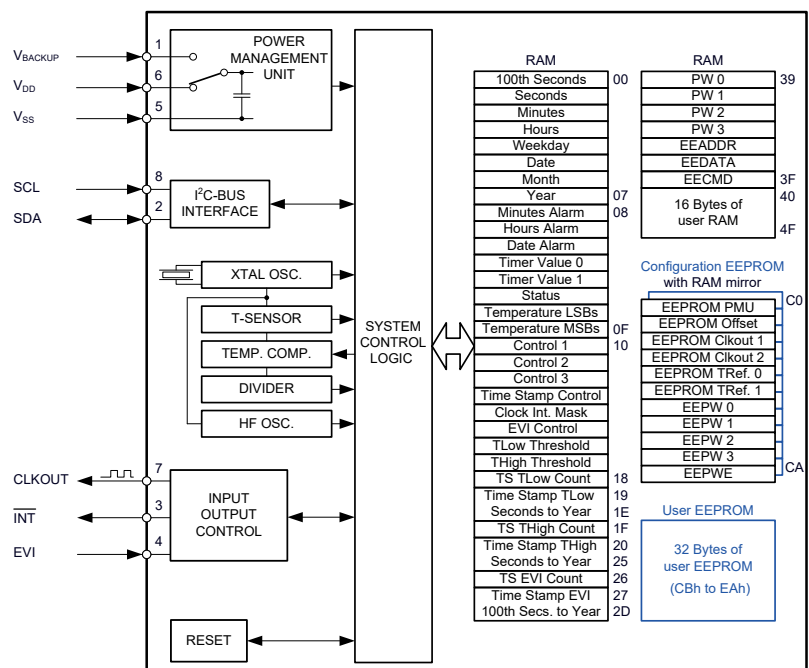 V_BACKUP
1
V_DD
6
V_SS
5
POWER
MANAGEMENT
UNIT
SCL
8
SDA
2
I²C-BUS
INTERFACE
XTAL OSC.
T-SENSOR
TEMP. COMP.
DIVIDER
HF OSC.
CLKOUT
7
INT
3
EVI
4
INPUT
OUTPUT
CONTROL
RESET
SYSTEM
CONTROL
LOGIC
RAM
100th Seconds 00
Seconds
Minutes
Hours
Weekday
Date
Month
Year 07
Minutes Alarm 08
Hours Alarm
Date Alarm
Timer Value 0
Timer Value 1
Status
Temperature LSBs
Temperature MSBs 0F
Control 1 10
Control 2
Control 3
Time Stamp Control
Clock Int. Mask
EVI Control
TLow Threshold
THigh Threshold
TS TLow Count 18
Time Stamp TLow 19
Seconds to Year 1E
TS THigh Count 1F
Time Stamp THigh 20
Seconds to Year 25
TS EVI Count 26
Time Stamp EVI 27
100th Secs. to Year 2D
RAM
PW 0 39
PW 1
PW 2
PW 3
EEADDR
EEDATA
EECMD 3F
40
16 Bytes of
user RAM
4F
Configuration EEPROM
with RAM mirror
C0
EEPROM PMU
EEPROM Offset
EEPROM Clkout 1
EEPROM Clkout 2
EEPROM TRef. 0
EEPROM TRef. 1
EEPW 0
EEPW 1
EEPW 2
EEPW 3
EEPWE
CA
User EEPROM
32 Bytes of
user EEPROM
(CBh to EAh)